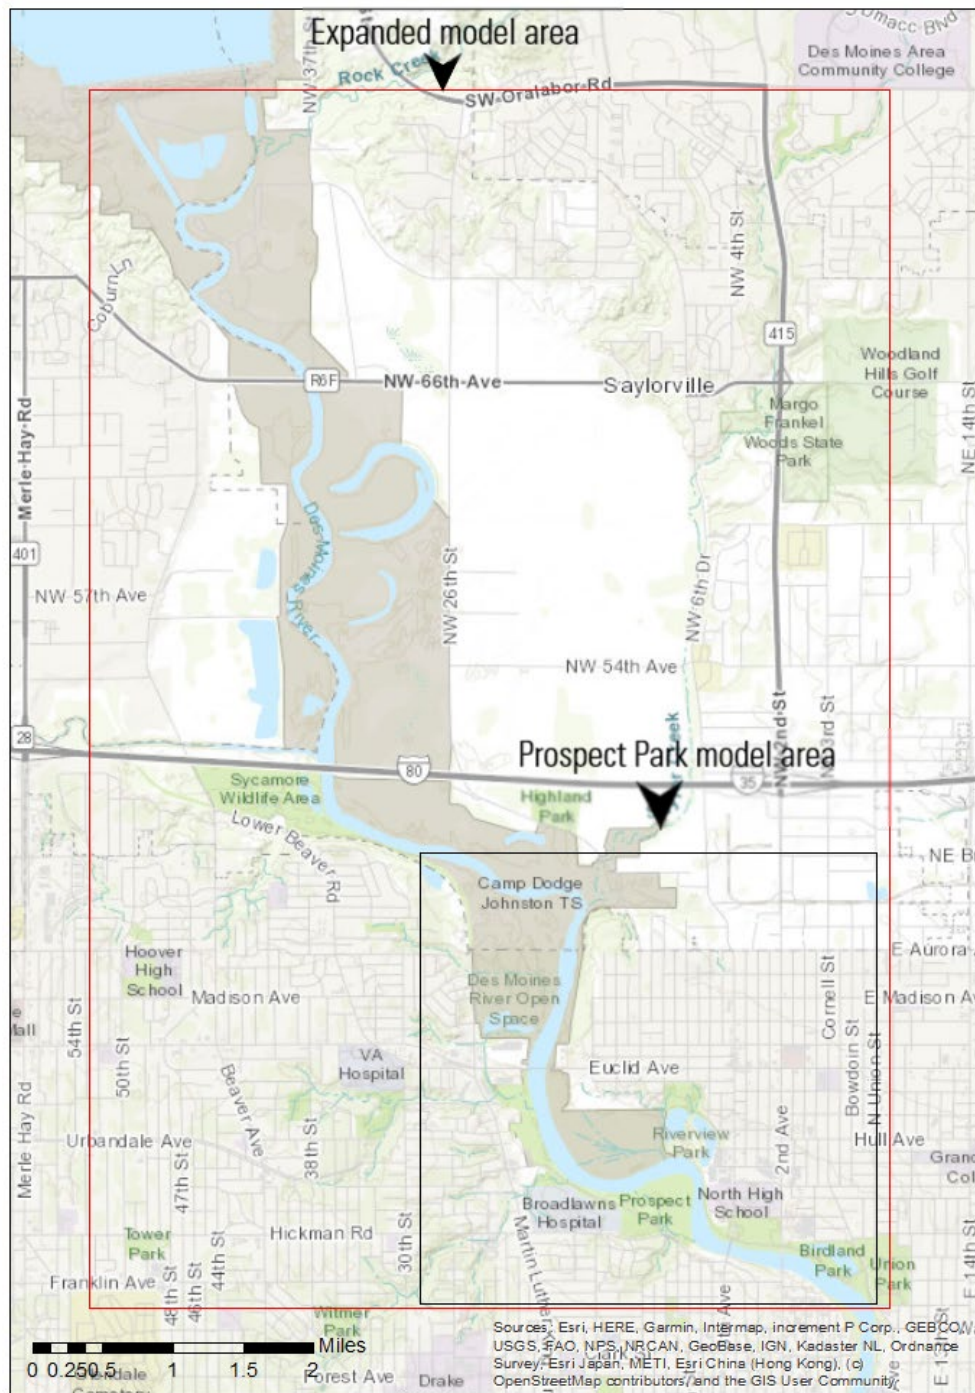 Expanded model area
Des Moines Area
Community College
NW 37th St
Rock Creek
SW Oralabor Rd
NW 4th St
Coburn
415
Woodland
Hills Golf
Course
R6F
NW 66th Ave
Saylorville
Margo
Frankel
Woods State
Park
Merle Hay Rd
NE 14th St
Des Moines River
401
NW 26th St
NW 6th Dr
NW 57th Ave
NW 54th Ave
28
NW 2nd St
Prospect Park model area
80
35
Sycamore
Wildlife Area
Highland
Park
Lower Beaver Rd
NE
Camp Dodge
Johnston TS
Hoover
High
School
Madison Ave
Des Moines
River Open
Space
E Aurora
Cornell St
E Madison
54th St
50th St
VA
Hospital
Euclid Ave
Bowdoin St
N Union St
Merle Hay Rd
Urbandale Ave
Beaver Ave
38th St
Riverview
Park
2nd Ave
Hull Ave
47th St
Broadlawns
Hospital
Prospect
Park
North High
School
Tower
Park
Hickman Rd
30th St
44th St
Birdland
Park
Union
Park
E 14th St
Franklin Ave
48th St
46th St
Witmer
Park
Miles
0 0.25 0.5 1 1.5 2
Forest Ave
Drake
Sources: Esri, HERE, Garmin, Intermap, increment P Corp., GEBCO,
USGS, FAO, NPS, NRCAN, GeoBase, IGN, Kadaster NL, Ordnance
Survey, Esri Japan, METI, Esri China (Hong Kong), (c)
OpenStreetMap contributors, and the GIS User Community